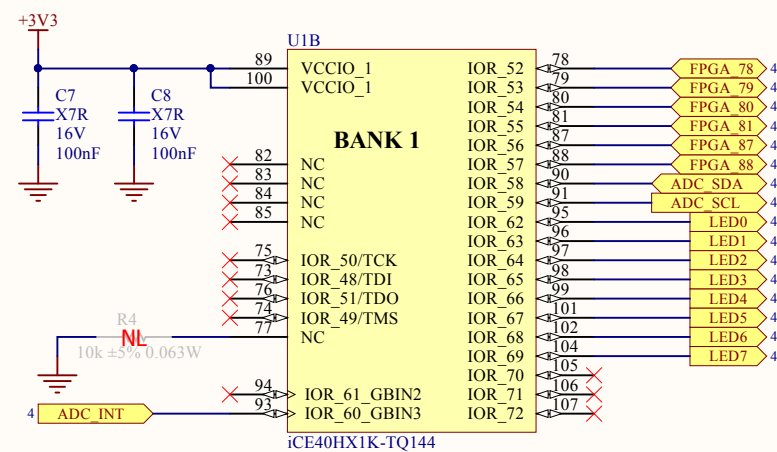 +3V3
C7
X7R
16V
100nF
C8
X7R
16V
100nF
U1B
BANK 1
89 VCCIO_1
100 VCCIO_1
82 NC
83 NC
84 NC
85 NC
75 IOR_50/TCK
73 IOR_48/TDI
76 IOR_51/TDO
74 IOR_49/TMS
77 NC
R4
NL
10k ±5% 0.063W
94 IOR_61_GBIN2
4 ADC_INT 93 IOR_60_GBIN3
IOR_52 78 FPGA_78 4
IOR_53 79 FPGA_79 4
IOR_54 80 FPGA_80 4
IOR_55 81 FPGA_81 4
IOR_56 87 FPGA_87 4
IOR_57 88 FPGA_88 4
IOR_58 90 ADC_SDA 4
IOR_59 91 ADC_SCL 4
IOR_62 95 LED0 4
IOR_63 96 LED1 4
IOR_64 97 LED2 4
IOR_65 98 LED3 4
IOR_66 99 LED4 4
IOR_67 101 LED5 4
IOR_68 102 LED6 4
IOR_69 104 LED7 4
IOR_70 105
IOR_71 106
IOR_72 107
iCE40HX1K-TQ144